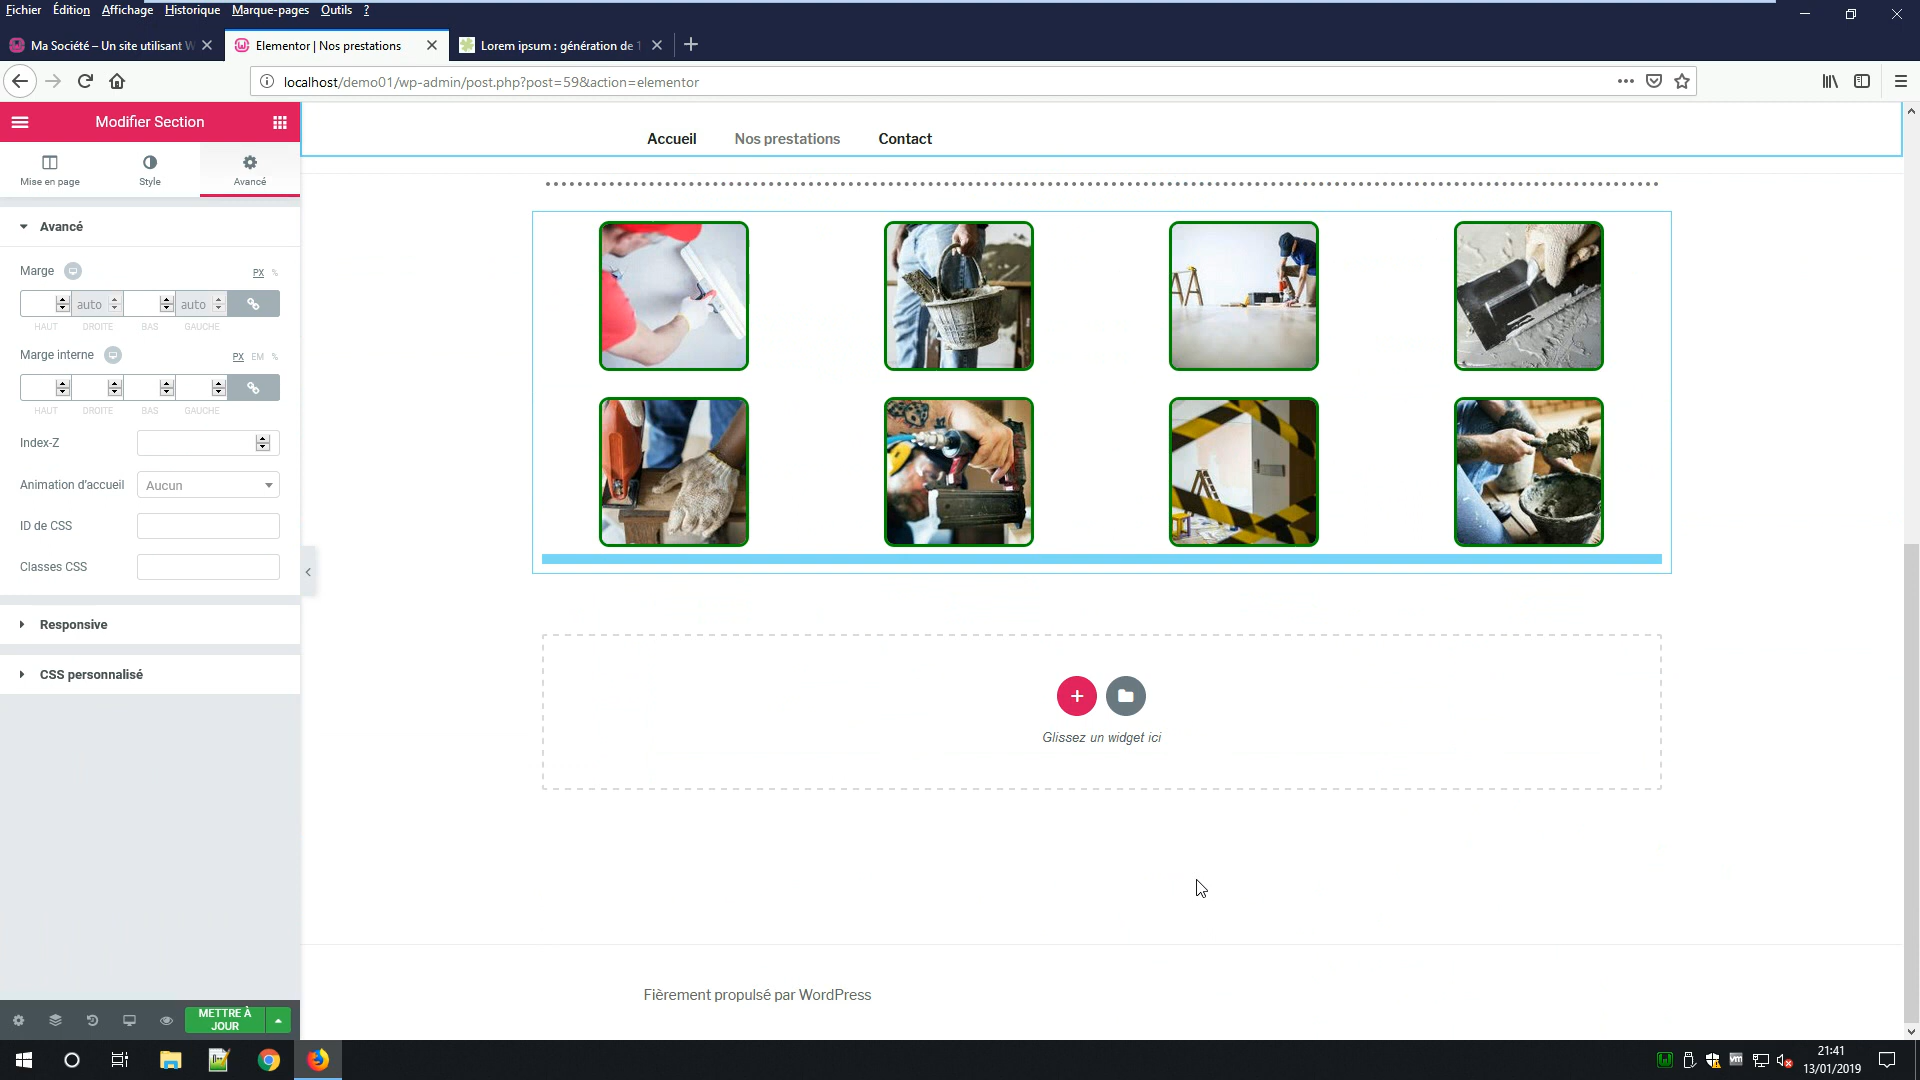 Fichier Édition Affichage Historique Marque-pages Outils ?
Ma Société – Un site utilisant W
Elementor | Nos prestations
Lorem ipsum : génération de 1
localhost/demo01/wp-admin/post.php?post=59&action=elementor
Modifier Section
Accueil Nos prestations Contact
Mise en page Style Avancé
Avancé
Marge PX %
auto auto
HAUT DROITE BAS GAUCHE
Marge interne PX EM %
HAUT DROITE BAS GAUCHE
Index-Z
Animation d'accueil Aucun
ID de CSS
Classes CSS
Responsive
CSS personnalisé
Glissez un widget ici
Fièrement propulsé par WordPress
METTRE À
JOUR
21:41
13/01/2019